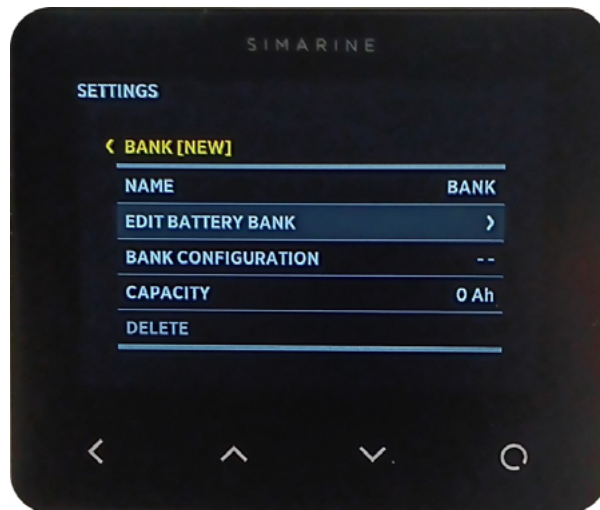 SIMARINE
SETTINGS
BANK [NEW]
NAME BANK
EDIT BATTERY BANK
BANK CONFIGURATION --
CAPACITY 0 Ah
DELETE